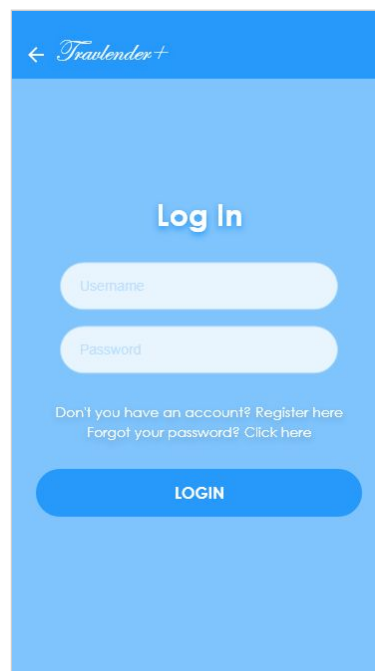 Travlender+
Log In
Username
Password
Don't you have an account? Register here
Forgot your password? Click here
LOGIN